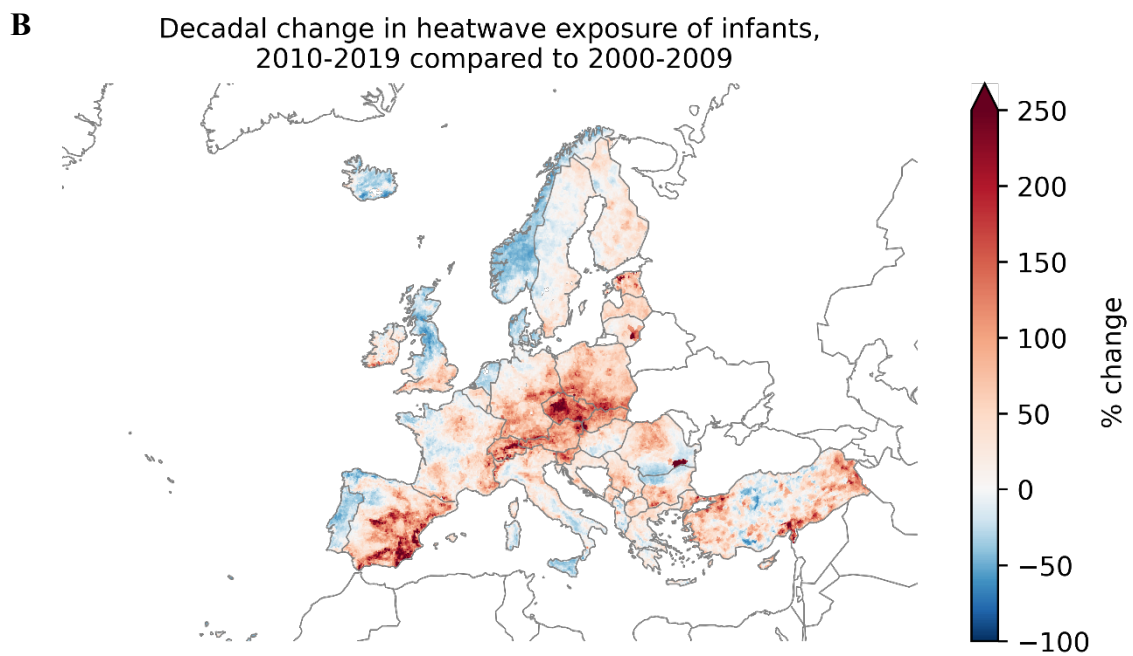 B
Decadal change in heatwave exposure of infants,
2010-2019 compared to 2000-2009
250
200
150
100
50
0
−50
−100
% change